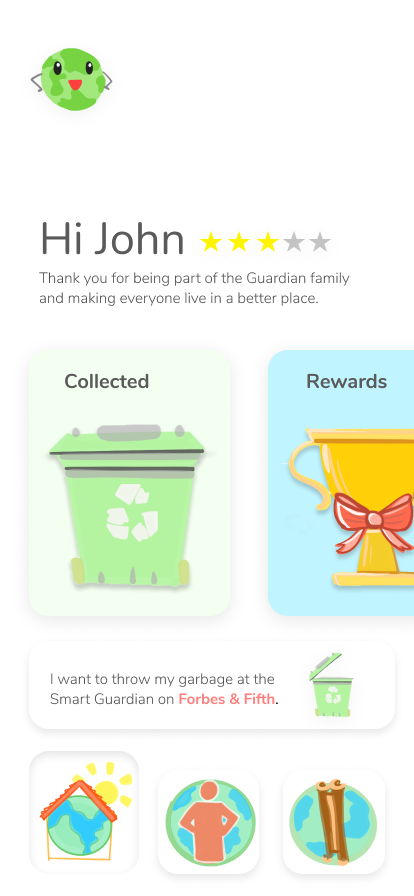 Hi John
Thank you for being part of the Guardian family
and making everyone live in a better place.
Collected
Rewards
I want to throw my garbage at the
Smart Guardian on Forbes & Fifth.